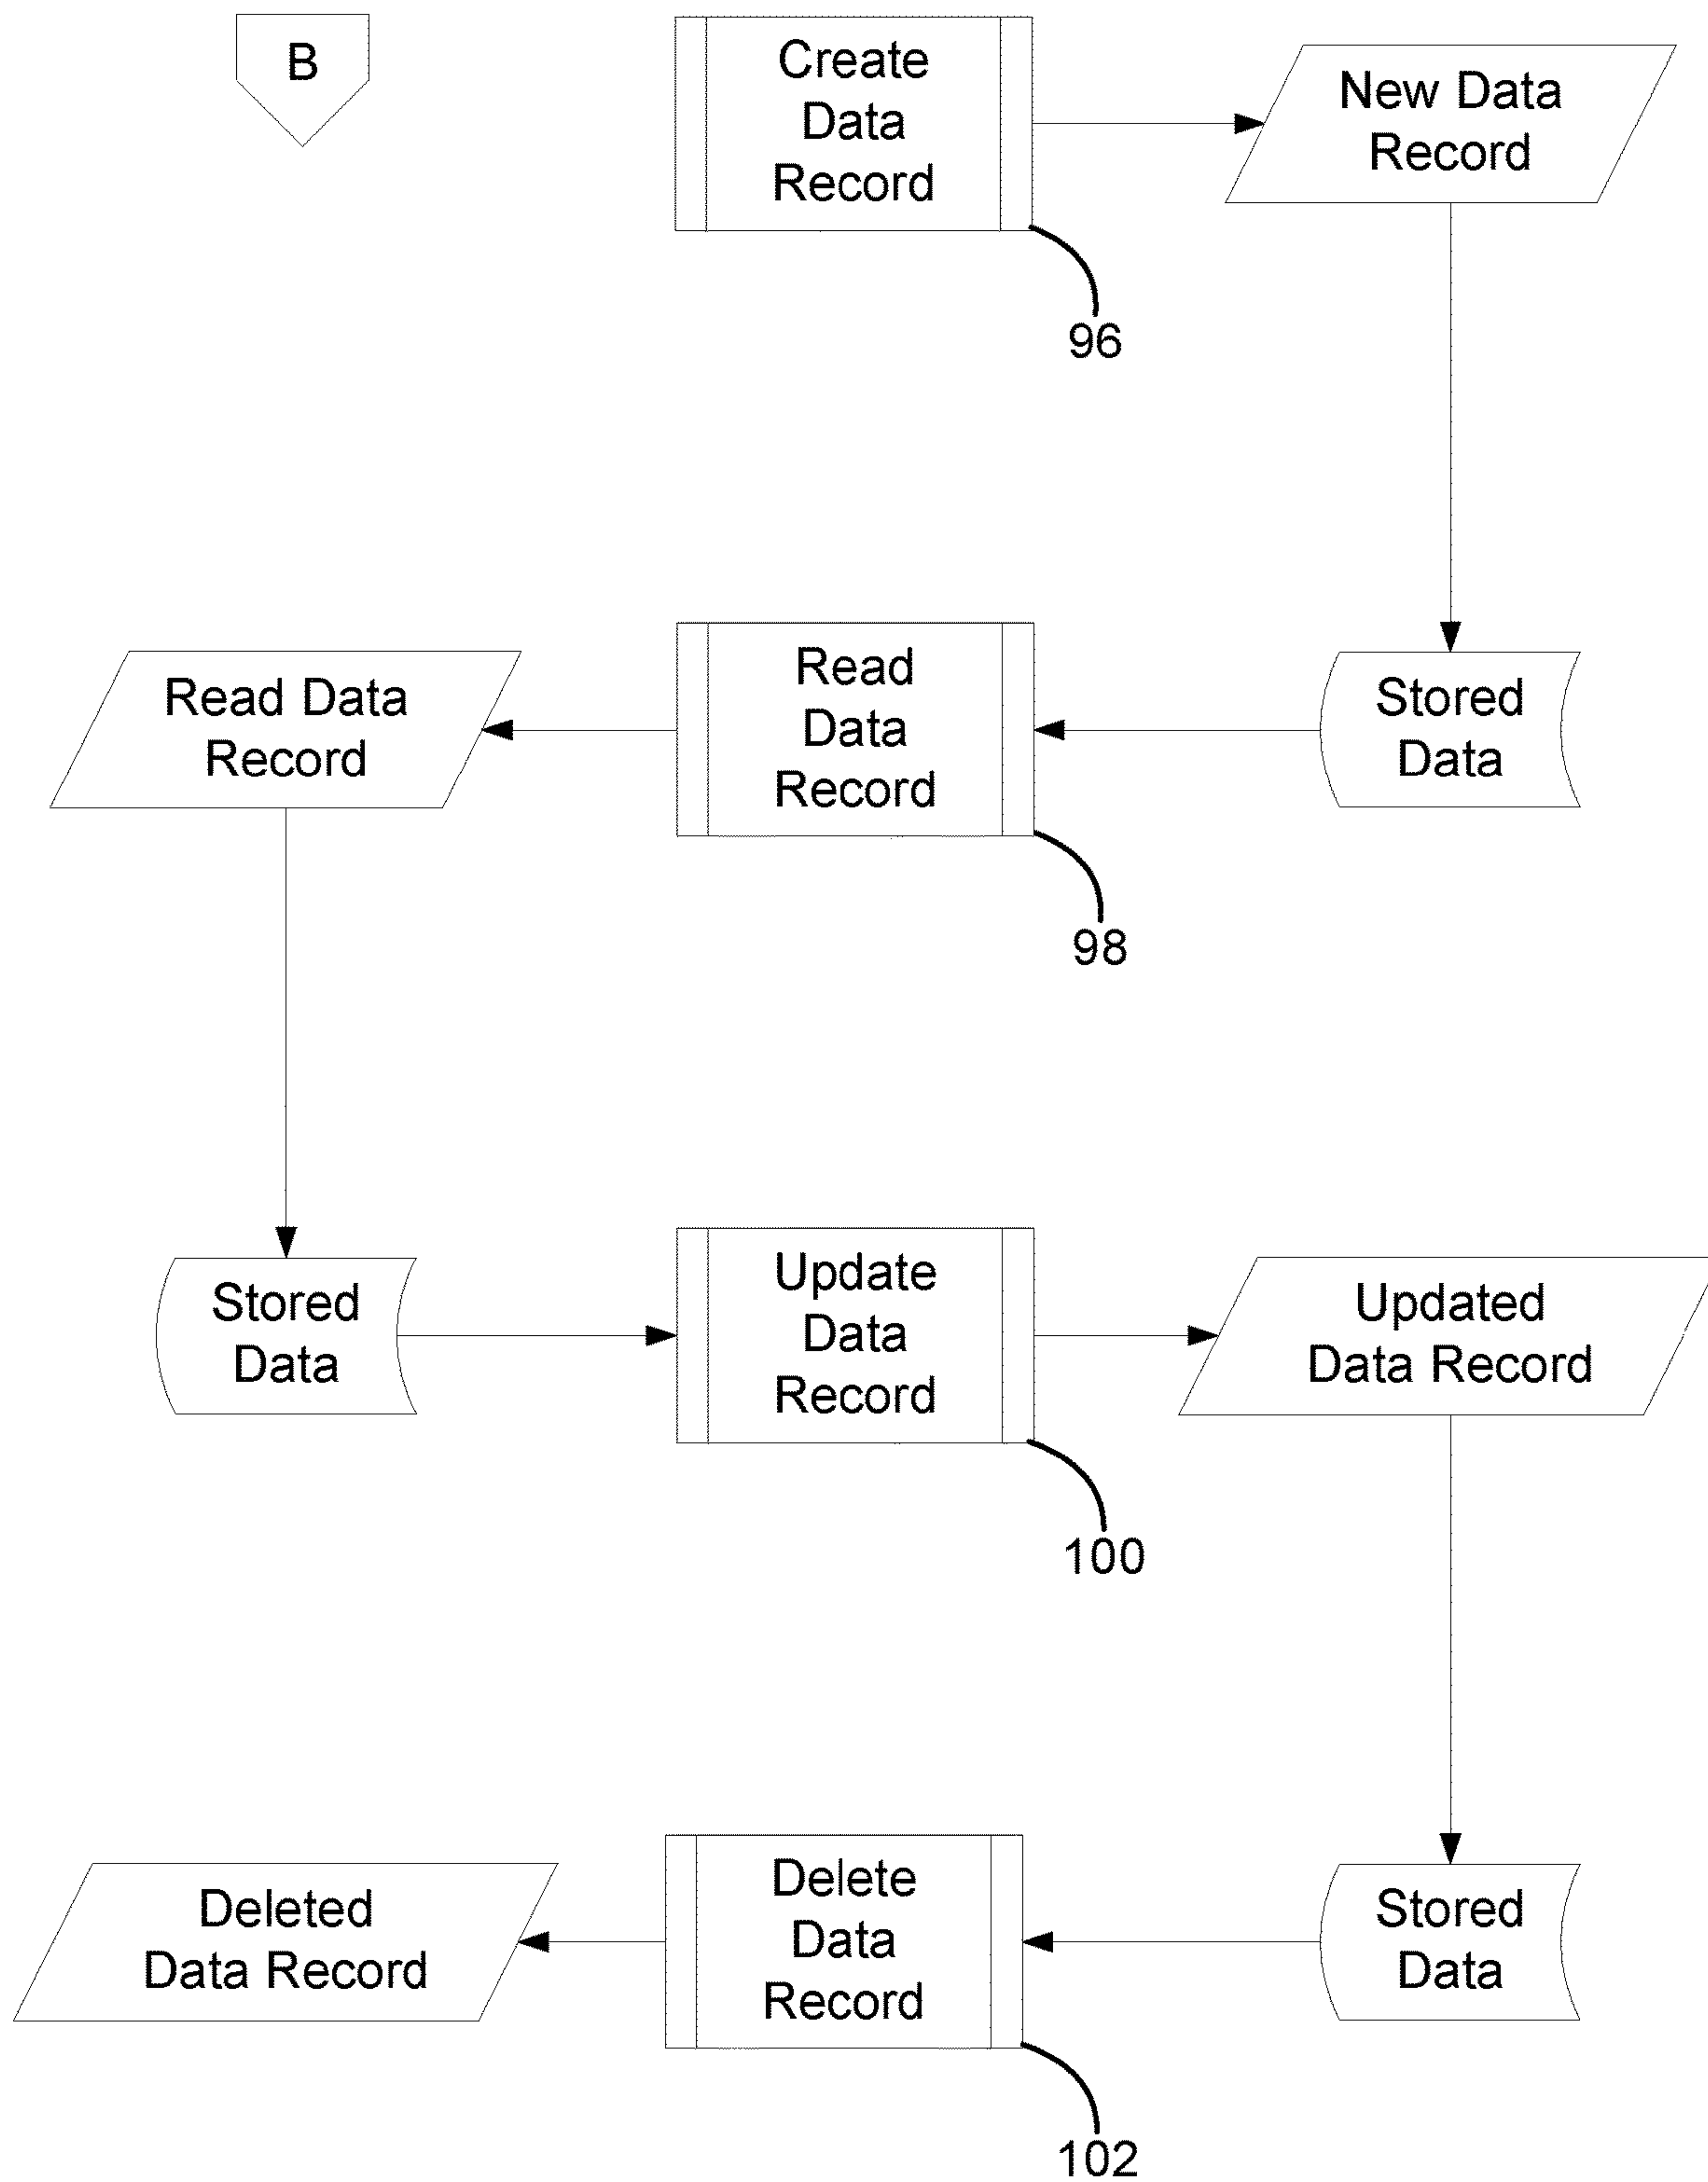 B
Create
Data
Record
New Data
Record
96
Read Data
Record
Read
Data
Record
Stored
Data
98
Stored
Data
Update
Data
Record
Updated
Data Record
100
Deleted
Data Record
Delete
Data
Record
Stored
Data
102